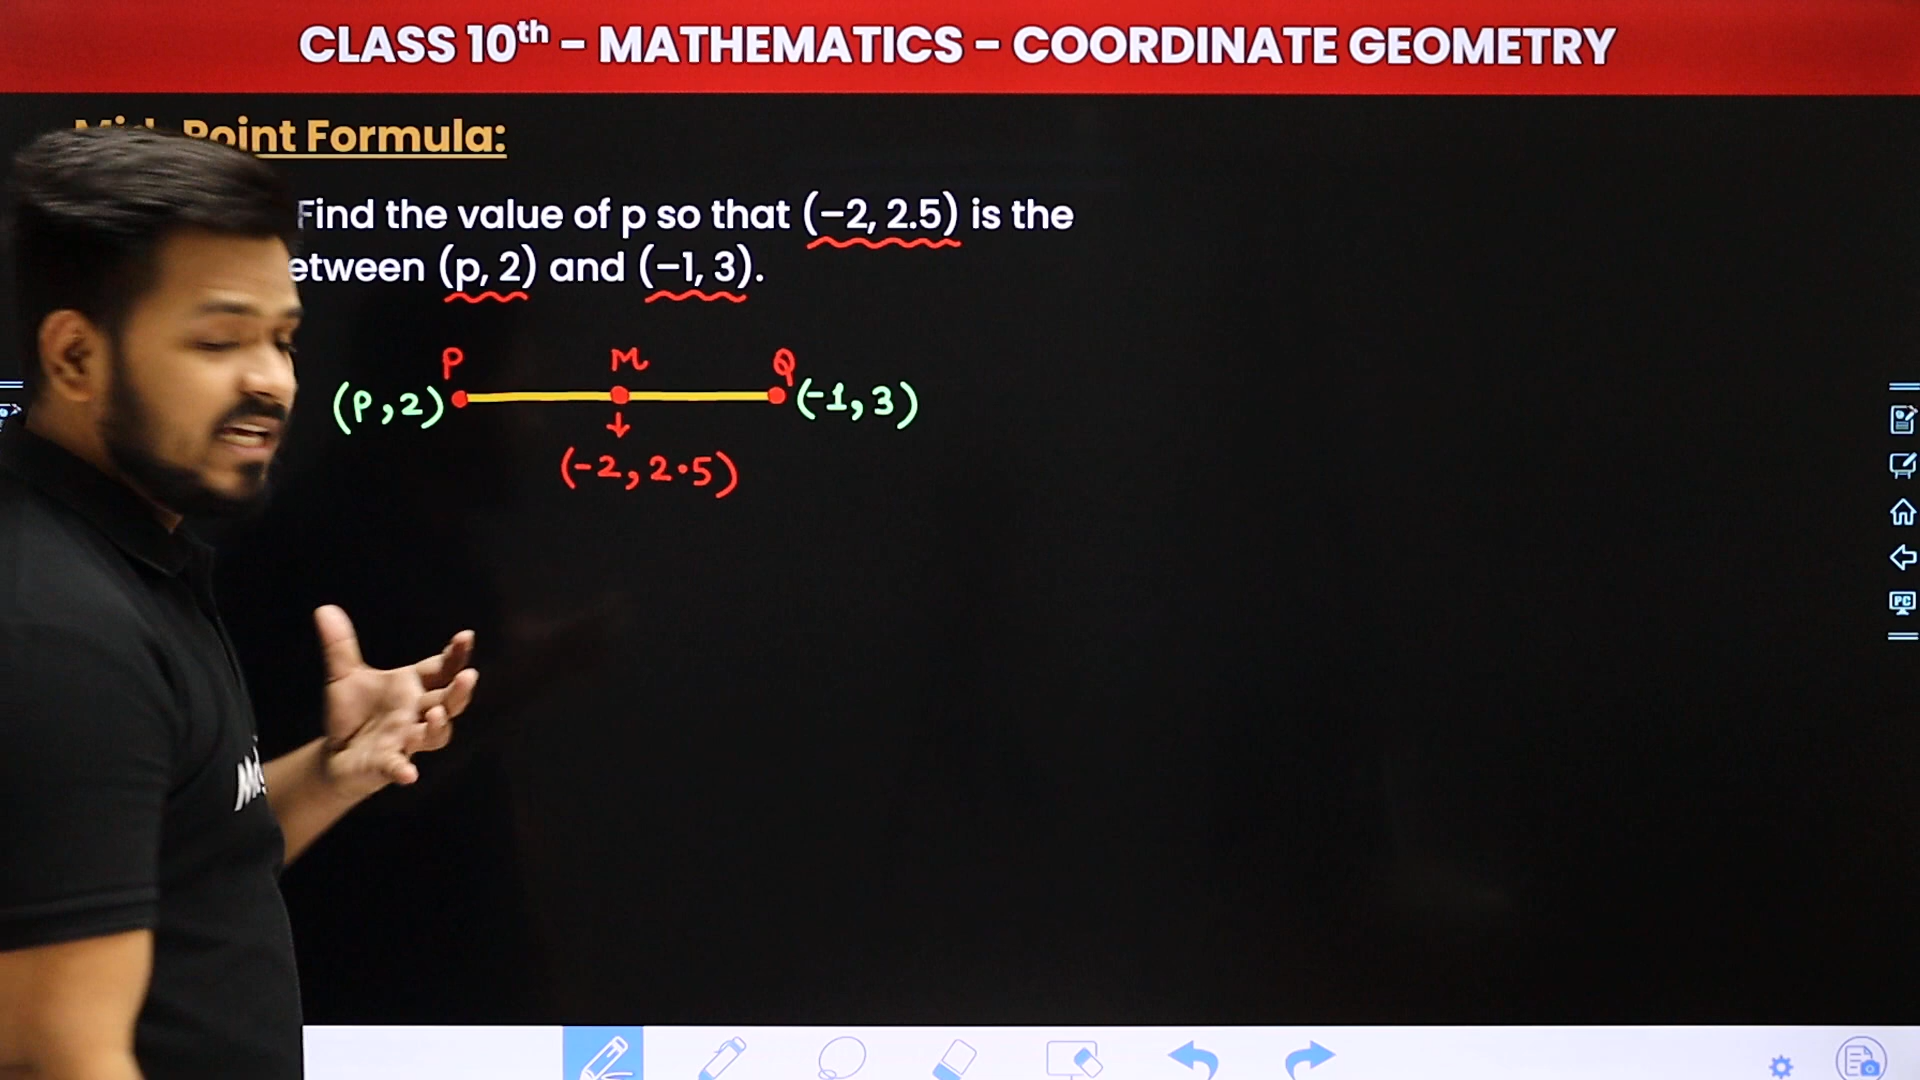 CLASS 10th - MATHEMATICS - COORDINATE GEOMETRY
Point Formula:
Find the value of p so that (-2, 2.5) is the
(p, 2) and (-1, 3).
P M Q
(P,2) (-1,3)
(-2, 2.5)
PC